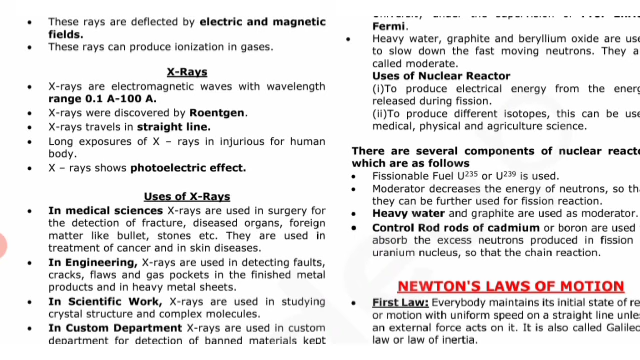 These rays are deflected by electric and magnetic
fields.
These rays can produce ionization in gases.
X-Rays
X-rays are electromagnetic waves with wavelength
range 0.1 A-100 A.
X-rays were discovered by Roentgen.
X-rays travels in straight line.
Long exposures of X – rays in injurious for human
body.
X – rays shows photoelectric effect.
Uses of X-Rays
In medical sciences X-rays are used in surgery for
the detection of fracture, diseased organs, foreign
matter like bullet, stones etc. They are used in
treatment of cancer and in skin diseases.
In Engineering, X-rays are used in detecting faults,
cracks, flaws and gas pockets in the finished metal
products and in heavy metal sheets.
In Scientific Work, X-rays are used in studying
crystal structure and complex molecules.
In Custom Department X-rays are used in custom
department for detection of banned materials kept
Fermi.
Heavy water, graphite and beryllium oxide are use
to slow down the fast moving neutrons. They a
called moderate.
Uses of Nuclear Reactor
(i)To produce electrical energy from the energ
released during fission.
(ii)To produce different isotopes, this can be use
medical, physical and agriculture science.
There are several components of nuclear reacto
which are as follows
Fissionable Fuel U²³⁵ or U²³⁹ is used.
Moderator decreases the energy of neutrons, so th
they can be further used for fission reaction.
Heavy water and graphite are used as moderator.
Control Rod rods of cadmium or boron are used
absorb the excess neutrons produced in fission
uranium nucleus, so that the chain reaction.
NEWTON'S LAWS OF MOTION
First Law: Everybody maintains its initial state of re
or motion with uniform speed on a straight line unle
an external force acts on it. It is also called Galileo
law or law of inertia.